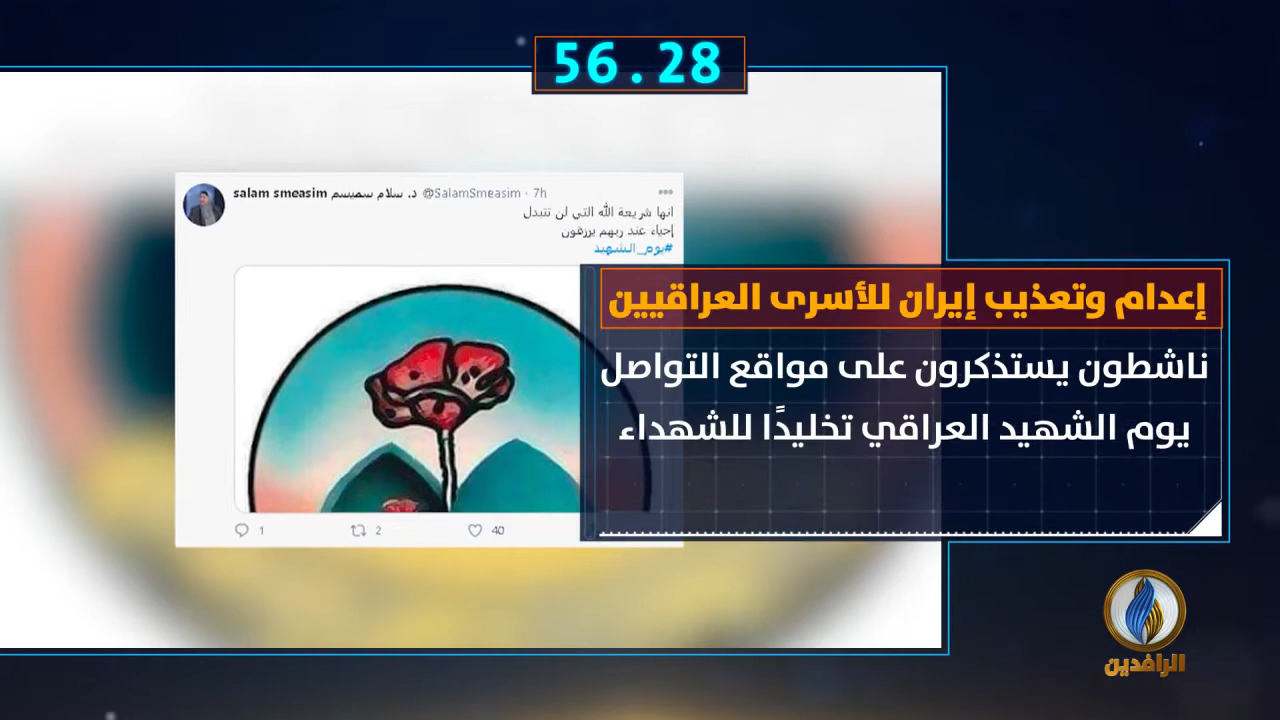 56.28
salam smeasim د. سلام سميسم @SalamSmeasim · 7h
انها شريعة الله التي لن تتبدل
إحياء عند ربهم يرزقون
#يوم_الشهيد
1 2 40
إعدام وتعذيب إيران للأسرى العراقيين
ناشطون يستذكرون على مواقع التواصل
يوم الشهيد العراقي تخليدًا للشهداء
الرافدين